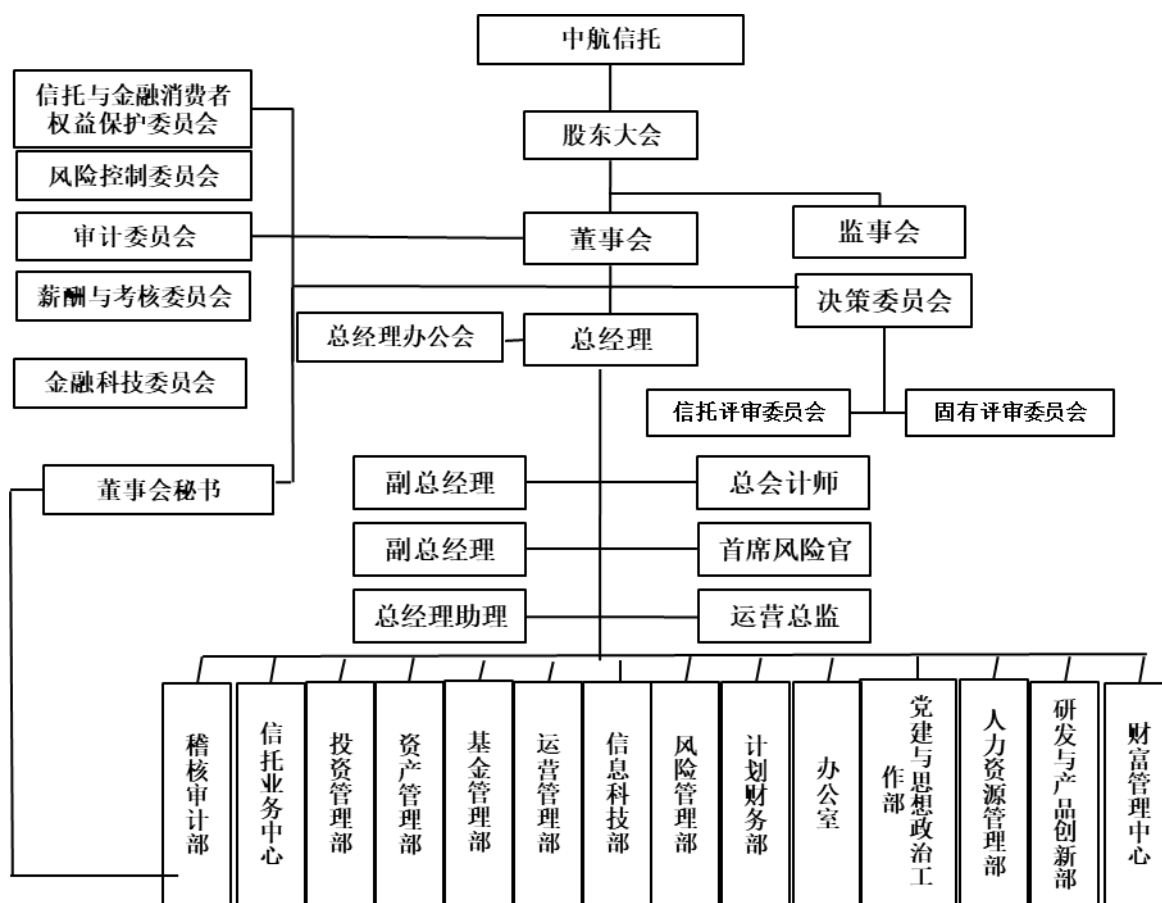 中航信托
信托与金融消费者
权益保护委员会
股东大会
风险控制委员会
审计委员会
董事会
监事会
薪酬与考核委员会
决策委员会
总经理办公会
总经理
金融科技委员会
信托评审委员会
固有评审委员会
董事会秘书
副总经理
总会计师
副总经理
首席风险官
总经理助理
运营总监
稽核审计部
信托业务中心
投资管理部
资产管理部
基金管理部
运营管理部
信息科技部
风险管理部
计划财务部
办公室
党建与思想政治工
作部
人力资源管理部
研发与产品创新部
财富管理中心